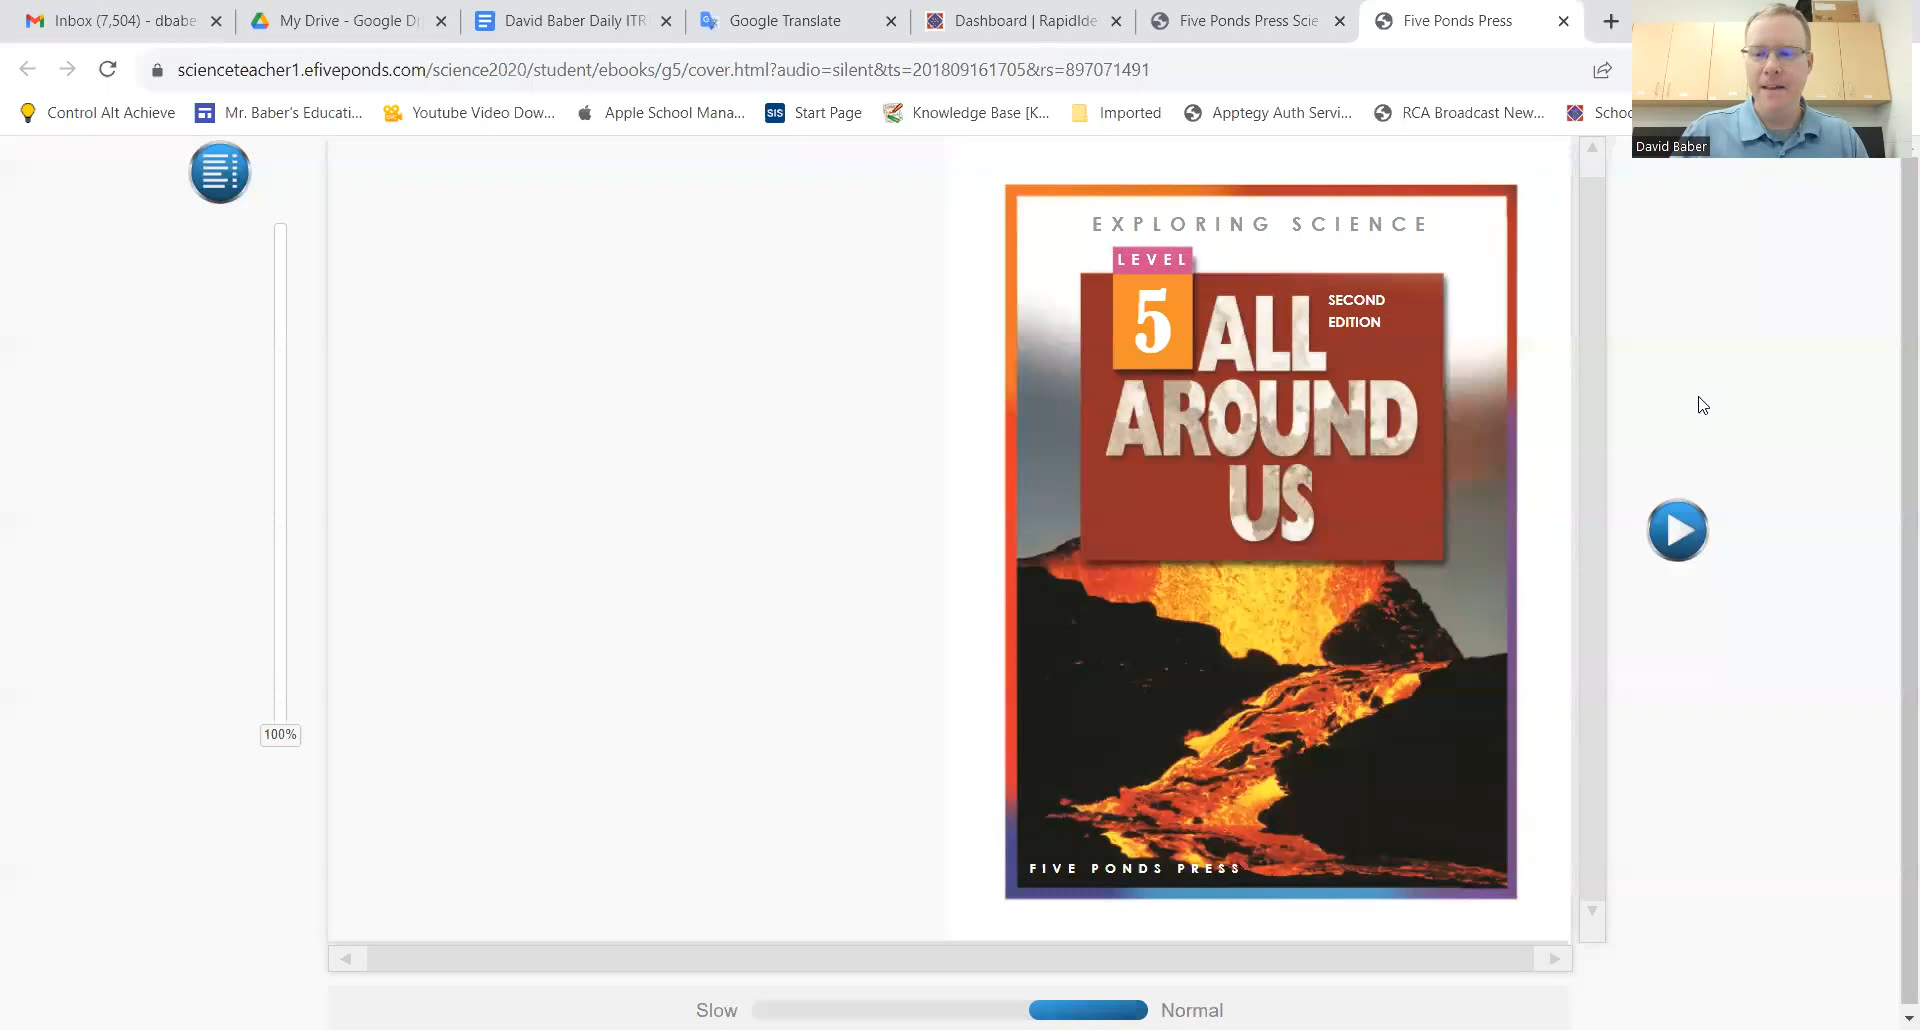 Inbox (7,504) - dbabe
My Drive - Google Dr
David Baber Daily ITR
Google Translate
Dashboard | RapidIde
Five Ponds Press Scie
Five Ponds Press
scienceteacher1.efiveponds.com/science2020/student/ebooks/g5/cover.html?audio=silent&ts=201809161705&rs=897071491
Control Alt Achieve
Mr. Baber's Educati...
Youtube Video Dow...
Apple School Mana...
SIS Start Page
Knowledge Base [K...
Imported
Apptegy Auth Servi...
RCA Broadcast New...
Schoo
David Baber
EXPLORING SCIENCE
LEVEL
5
ALL
SECOND
EDITION
AROUND
US
FIVE PONDS PRESS
100%
Slow
Normal